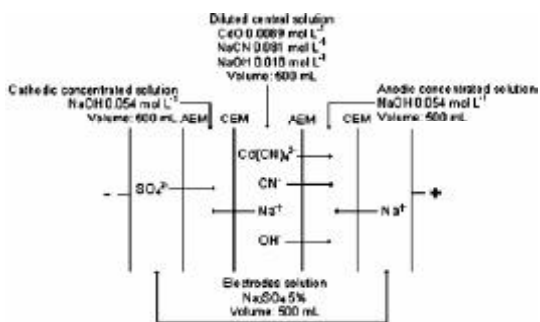 Diluted central solution
CdO 0.0089 mol L⁻¹
NaCN 0.081 mol L⁻¹
NaOH 0.018 mol L⁻¹
Volume: 600 mL
Cathodic concentrated solution
NaOH 0.054 mol L⁻¹
Volume: 600 mL
Anodic concentrated solution
NaOH 0.054 mol L⁻¹
Volume: 600 mL
AEM CEM AEM CEM
Cd(CN)₄²⁻
- SO₄²⁻ CN⁻ +
Na⁺ Na⁺
OH⁻
Electrodes solution
Na₂SO₄ 5%
Volume: 500 mL